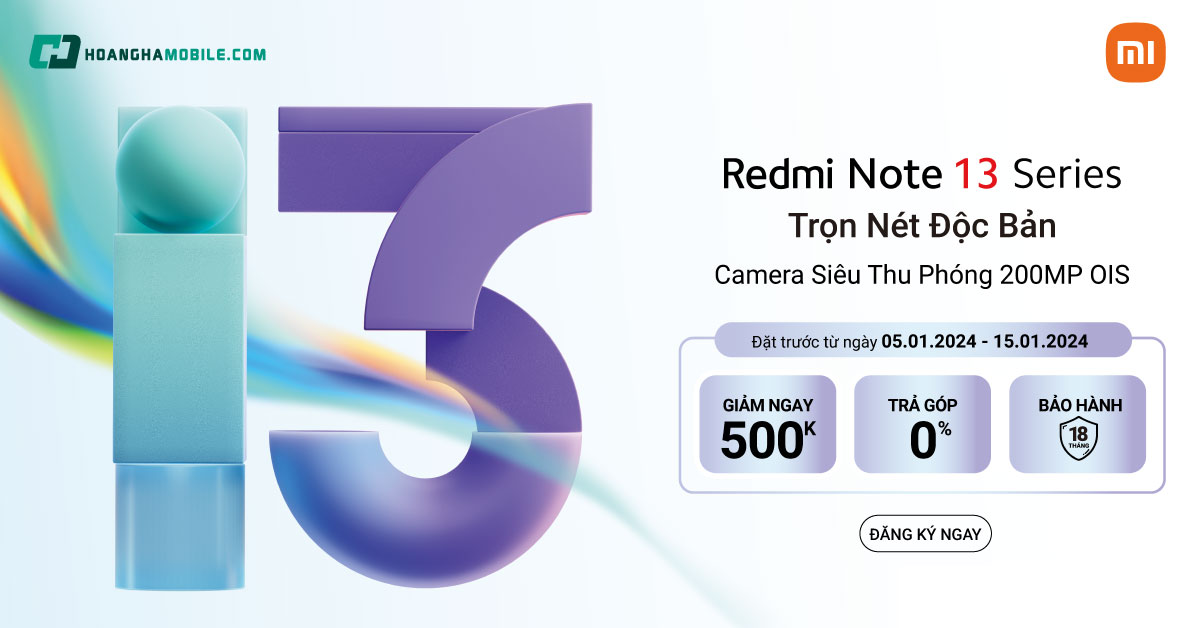 HOANGHAMOBILE.COM
Redmi Note 13 Series
Trọn Nét Độc Bản
Camera Siêu Thu Phóng 200MP OIS
Đặt trước từ ngày 05.01.2024 - 15.01.2024
GIẢM NGAY
500K
TRẢ GÓP
0%
BẢO HÀNH
18
THÁNG
ĐĂNG KÝ NGAY
13